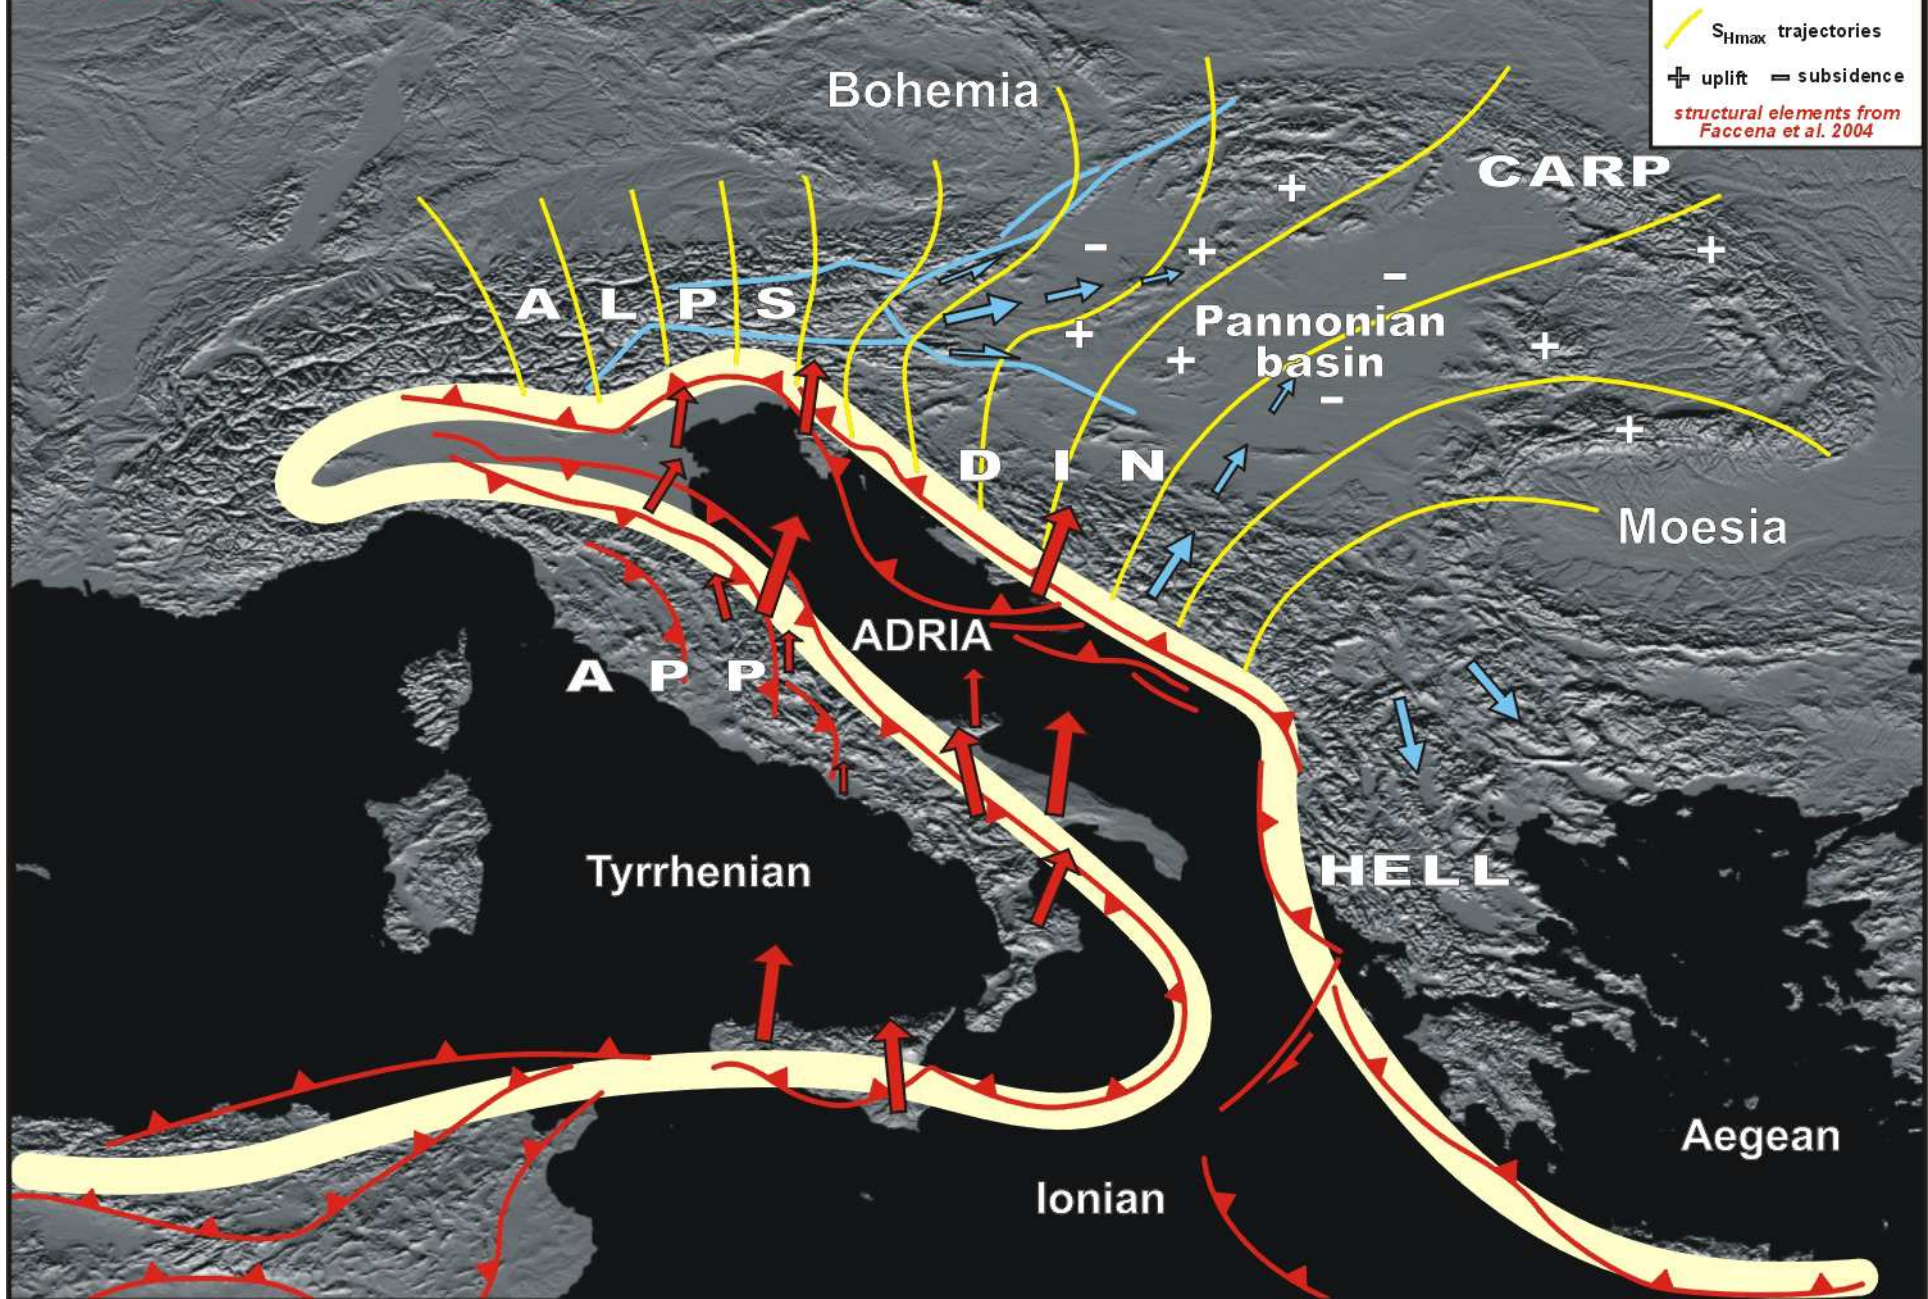 S_Hmax trajectories
+ uplift - subsidence
structural elements from
Faccena et al. 2004
Bohemia
CARP
ALPS
Pannonian
basin
DIN
Moesia
ADRIA
APP
Tyrrhenian
HELL
Aegean
Ionian